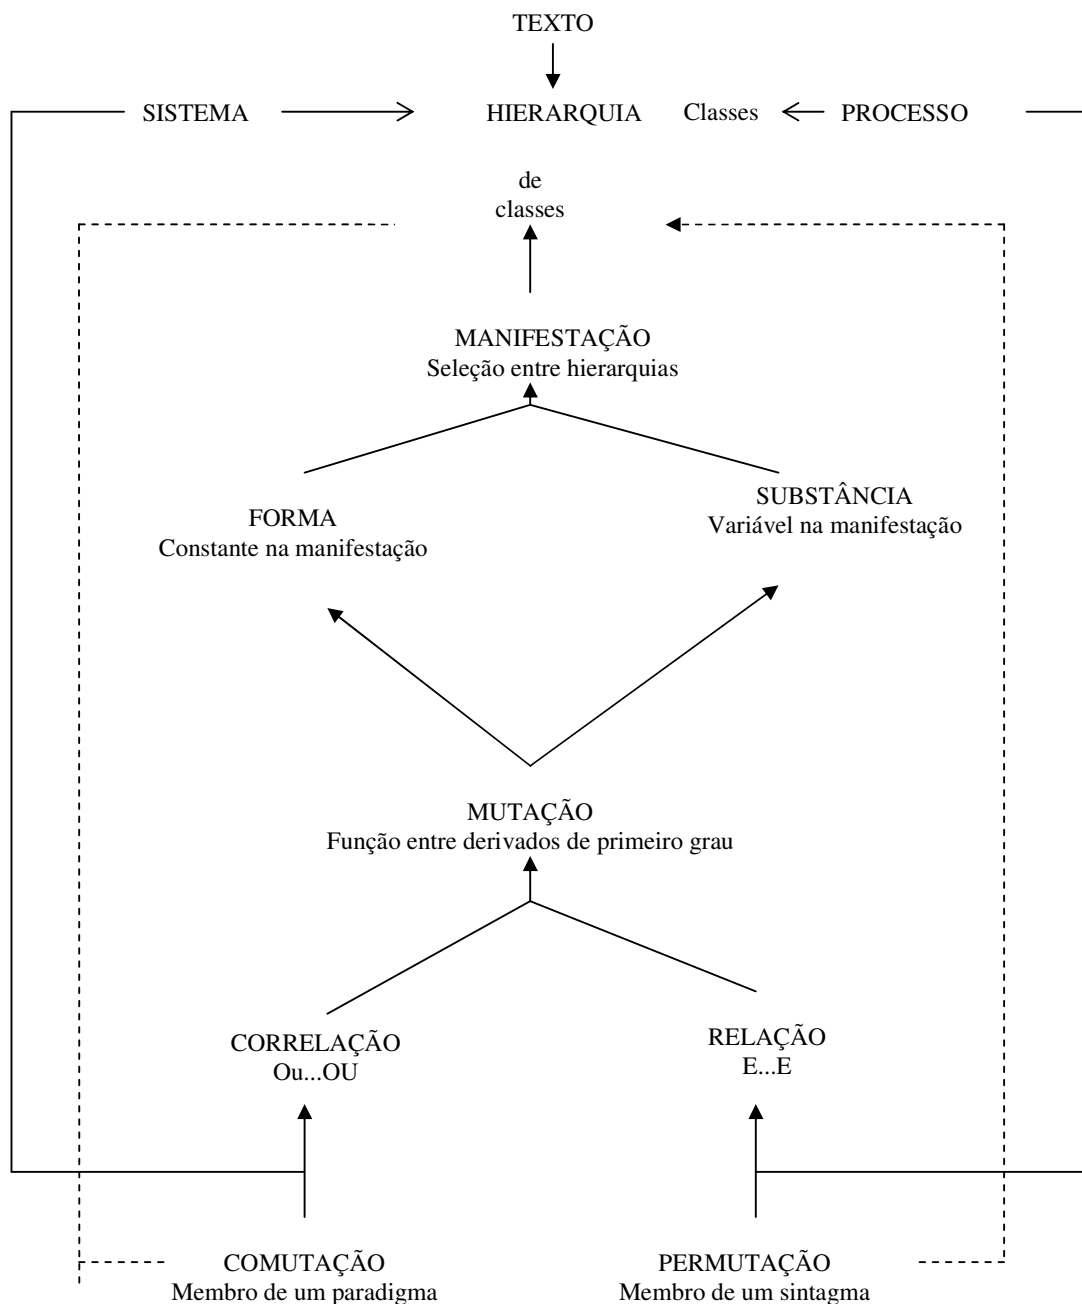 TEXTO
SISTEMA HIERARQUIA Classes PROCESSO
de
classes
MANIFESTAÇÃO
Seleção entre hierarquias
FORMA
Constante na manifestação
SUBSTÂNCIA
Variável na manifestação
MUTAÇÃO
Função entre derivados de primeiro grau
CORRELAÇÃO
Ou...OU
RELAÇÃO
E...E
COMUTAÇÃO
Membro de um paradigma
PERMUTAÇÃO
Membro de um sintagma